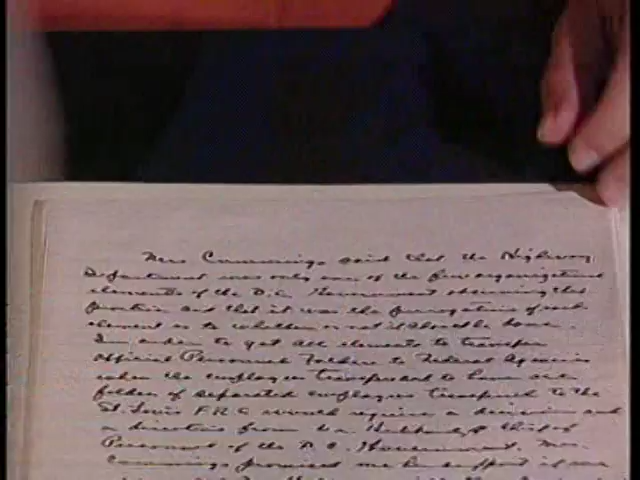 Mrs Cummings said that the Highway
Department was only one of the few organizational
elements of the D.C. Government observing this
practice and that it was the prerogative of each
element as to whether or not it should be done.
In order to get all elements to transfer
Official Personnel Folders to Federal Agencies
when the employees transferred to them and
folders of separated employees transferred to the
St. Louis F.R.C would require a decision and
a directive from Chief of
Personnel of the D.C. Government. Mrs.
Cummings promised me her support if we